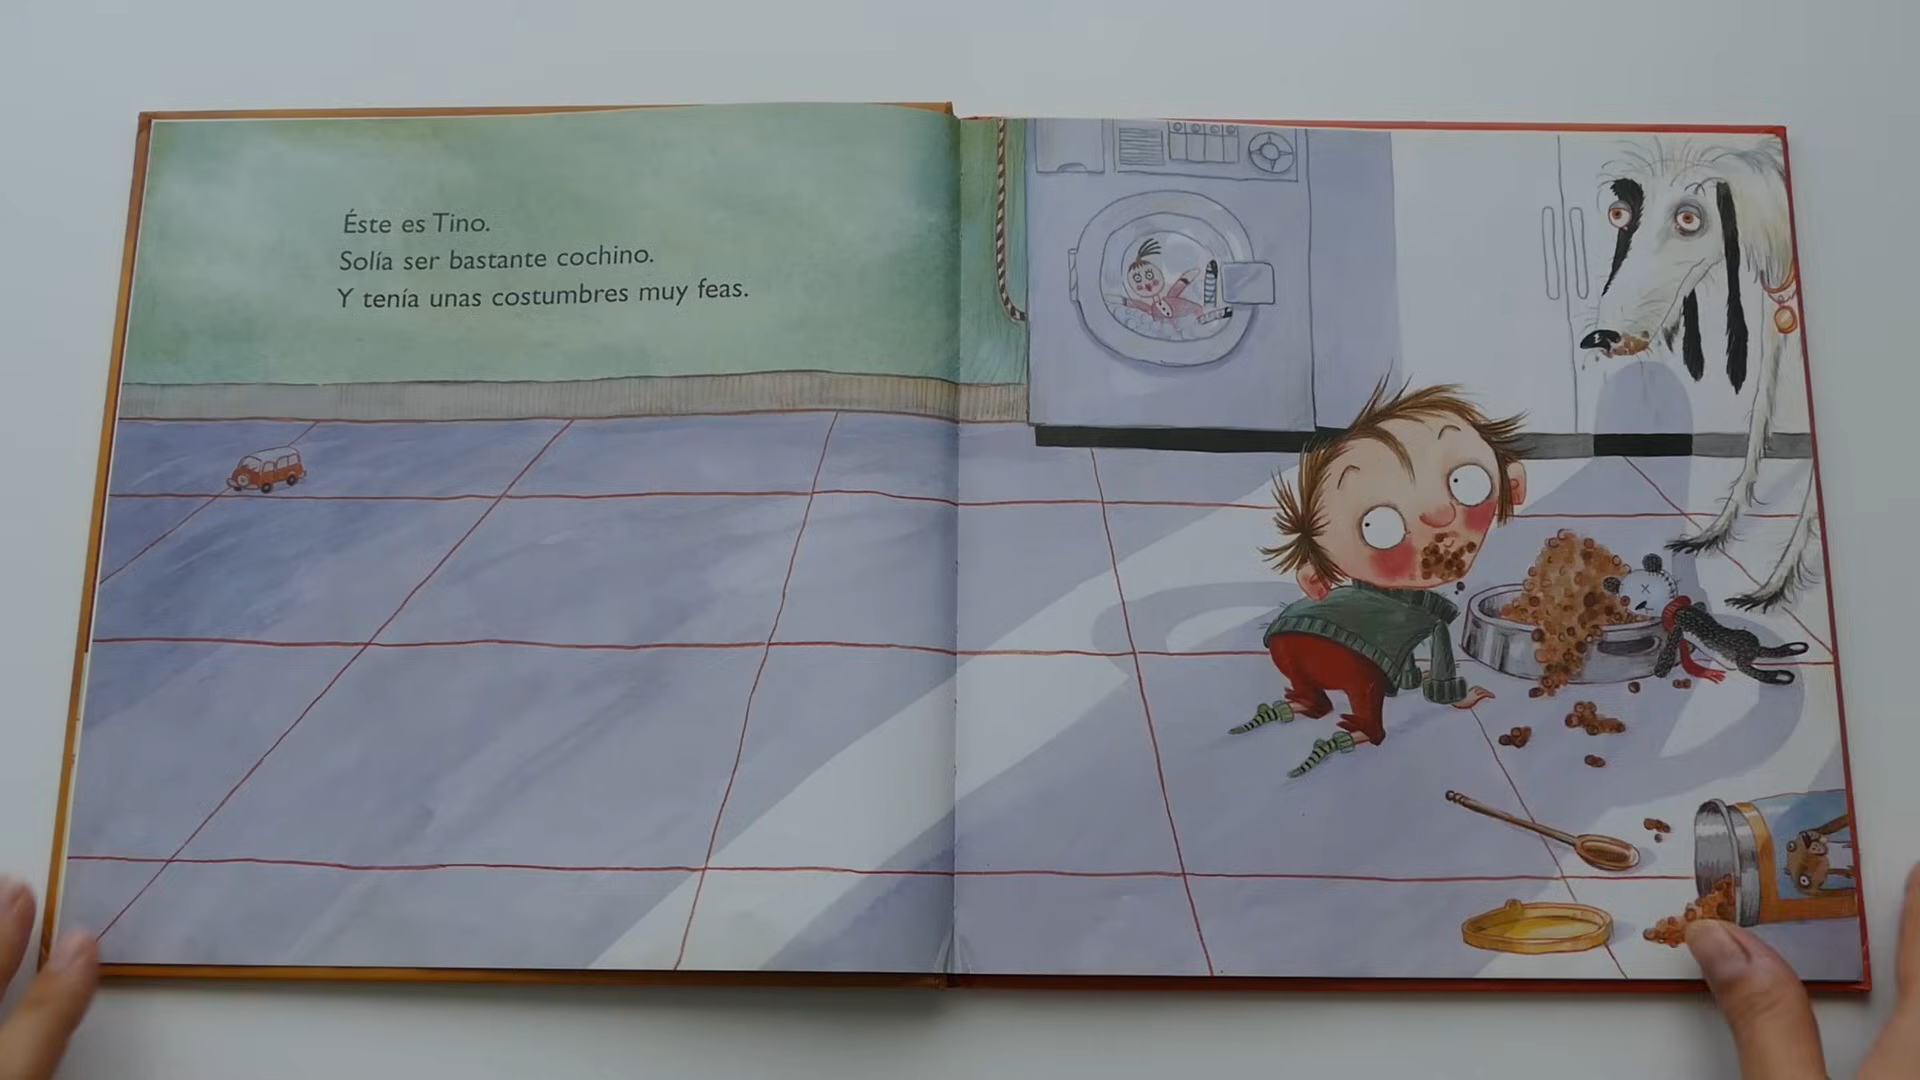 Éste es Tino.
Solía ser bastante cochino.
Y tenía unas costumbres muy feas.